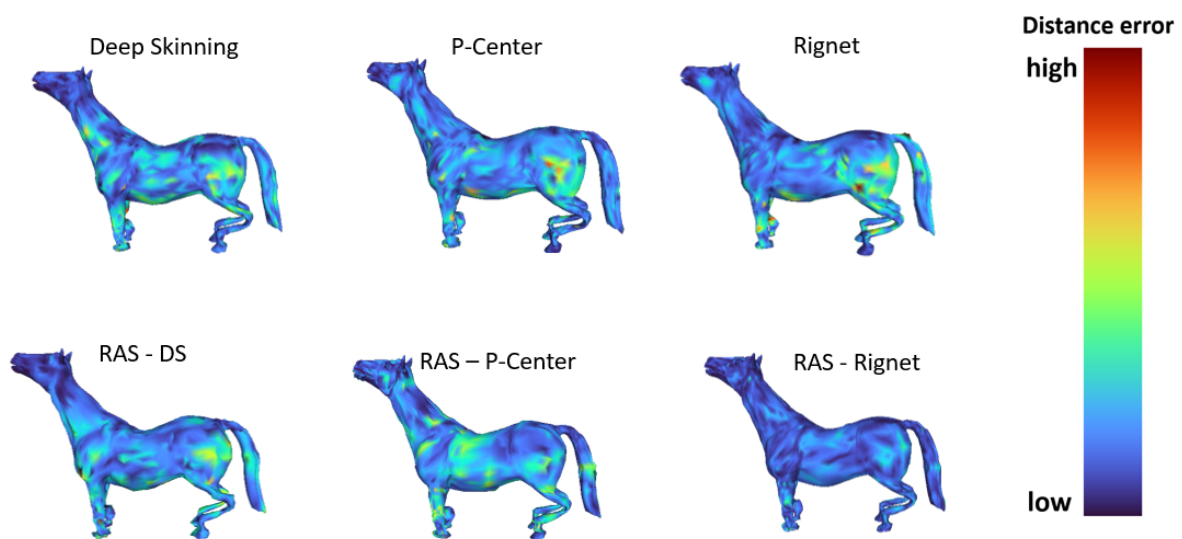 Deep Skinning
P-Center
Rignet
Distance error
high
RAS - DS
RAS – P-Center
RAS - Rignet
low